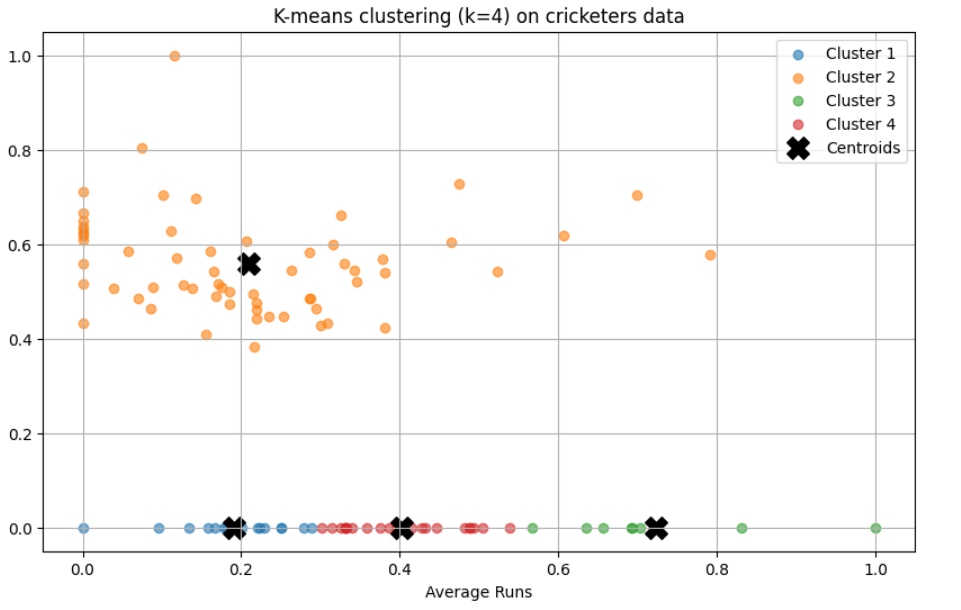 K-means clustering (k=4) on cricketers data
1.0
0.8
0.6
0.4
0.2
0.0
Cluster 1
Cluster 2
Cluster 3
Cluster 4
Centroids
0.0 0.2 0.4 0.6 0.8 1.0
Average Runs